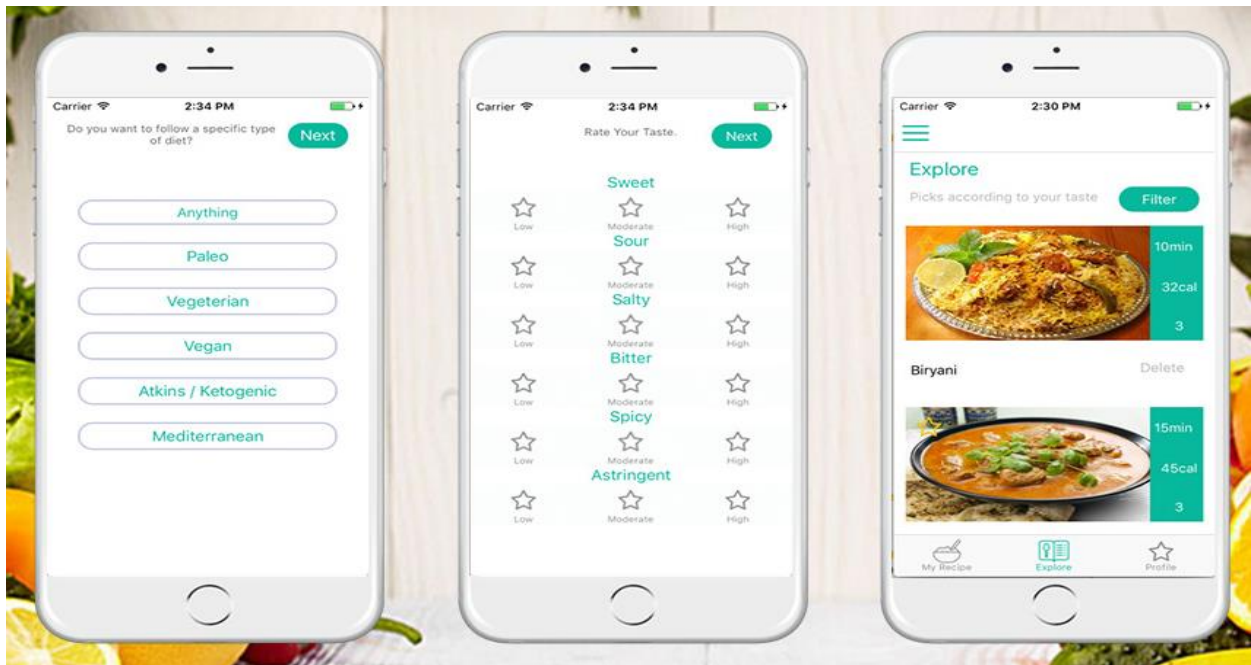 Carrier
2:34 PM
Do you want to follow a specific type
of diet?
Next
Anything
Paleo
Vegeterian
Vegan
Atkins / Ketogenic
Mediterranean
Carrier
2:34 PM
Rate Your Taste.
Next
Sweet
Low Moderate High
Sour
Low Moderate High
Salty
Low Moderate High
Bitter
Low Moderate High
Spicy
Low Moderate High
Astringent
Low Moderate High
Carrier
2:30 PM
Explore
Picks according to your taste
Filter
10min
32cal
3
Biryani
Delete
15min
45cal
3
My Recipe
Explore
Profile